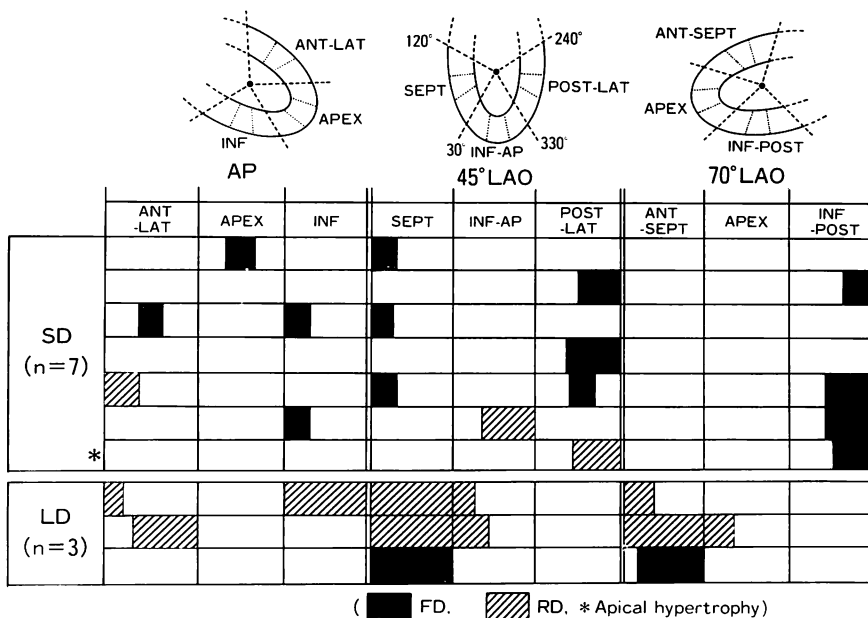 ANT-LAT
APEX
INF
AP
120°
240°
SEPT
POST-LAT
30°
INF-AP
330°
45°LAO
ANT-SEPT
APEX
INF-POST
70°LAO
ANT -LAT
APEX
INF
SEPT
INF-AP
POST -LAT
ANT -SEPT
APEX
INF -POST
SD
(n=7)
*
LD
(n=3)
( FD. RD. * Apical hypertrophy)